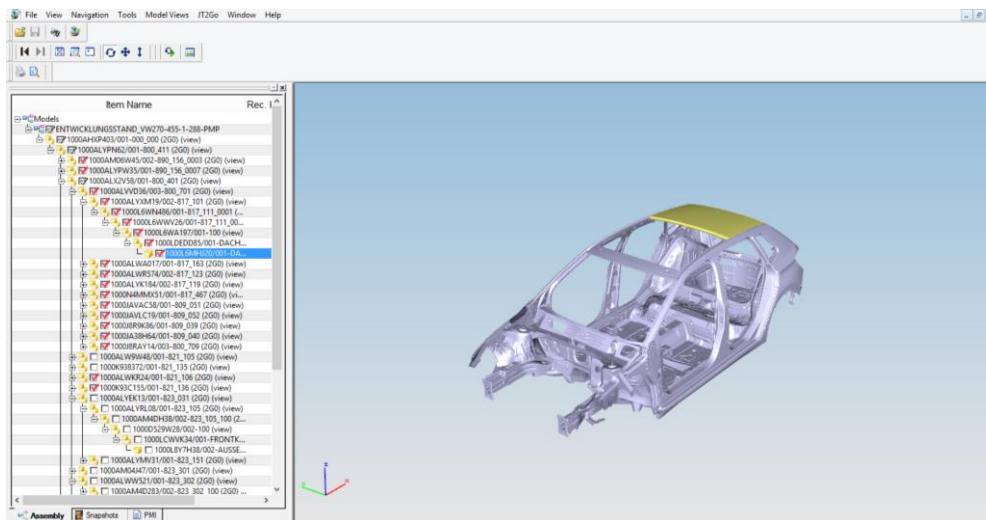 File View Navigation Tools Model Views JT2Go Window Help
Item Name Rec. I
Models
ENTWICKLUNGSSTAND_VW270-455-1-288-PMP
1000AHXP403/001-000_000 (2G0) (view)
1000ALYPN62/001-800_411 (2G0) (view)
1000AM06W45/002-890_156_0003 (2G0) (view)
1000ALYPW35/001-890_156_0007 (2G0) (view)
1000ALX2V58/001-800_401 (2G0) (view)
1000ALVVD36/003-800_701 (2G0) (view)
1000ALYXM19/002-817_101 (2G0) (view)
1000L6WN486/001-817_111_0001 (...
1000L6WWV26/001-817_111_00...
1000L6WA197/001-100 (view)
1000LDEDD85/001-DACH...
1000L6MHJ20/001-DA...
1000ALWA017/001-817_163 (2G0) (view)
1000ALWR574/002-817_123 (2G0) (view)
1000ALYK184/002-817_119 (2G0) (view)
1000N4MMX51/001-817_467 (2G0) (vi...
1000JAVAC58/001-809_051 (2G0) (view)
1000JAVLC19/001-809_052 (2G0) (view)
1000J8R9K86/001-809_039 (2G0) (view)
1000JA38H64/001-809_040 (2G0) (view)
1000J8RAY14/003-800_709 (2G0) (view)
1000ALW9W48/001-821_105 (2G0) (view)
1000K938372/001-821_135 (2G0) (view)
1000ALWKR24/001-821_106 (2G0) (view)
1000K93C155/001-821_136 (2G0) (view)
1000ALYEK13/001-823_031 (2G0) (view)
1000ALYRL08/001-823_105 (2G0) (view)
1000AM4DH38/002-823_105_100 (2...
1000D529W28/002-100 (view)
1000LCWVK34/001-FRONTK...
1000L8Y7H38/002-AUSSE...
1000ALYMV31/001-823_151 (2G0) (view)
1000AM04J47/001-823_301 (2G0) (view)
1000ALWW521/001-823_302 (2G0) (view)
1000AM4D283/002-823_302_100 (2G0) ...
Assembly Snapshots PMI